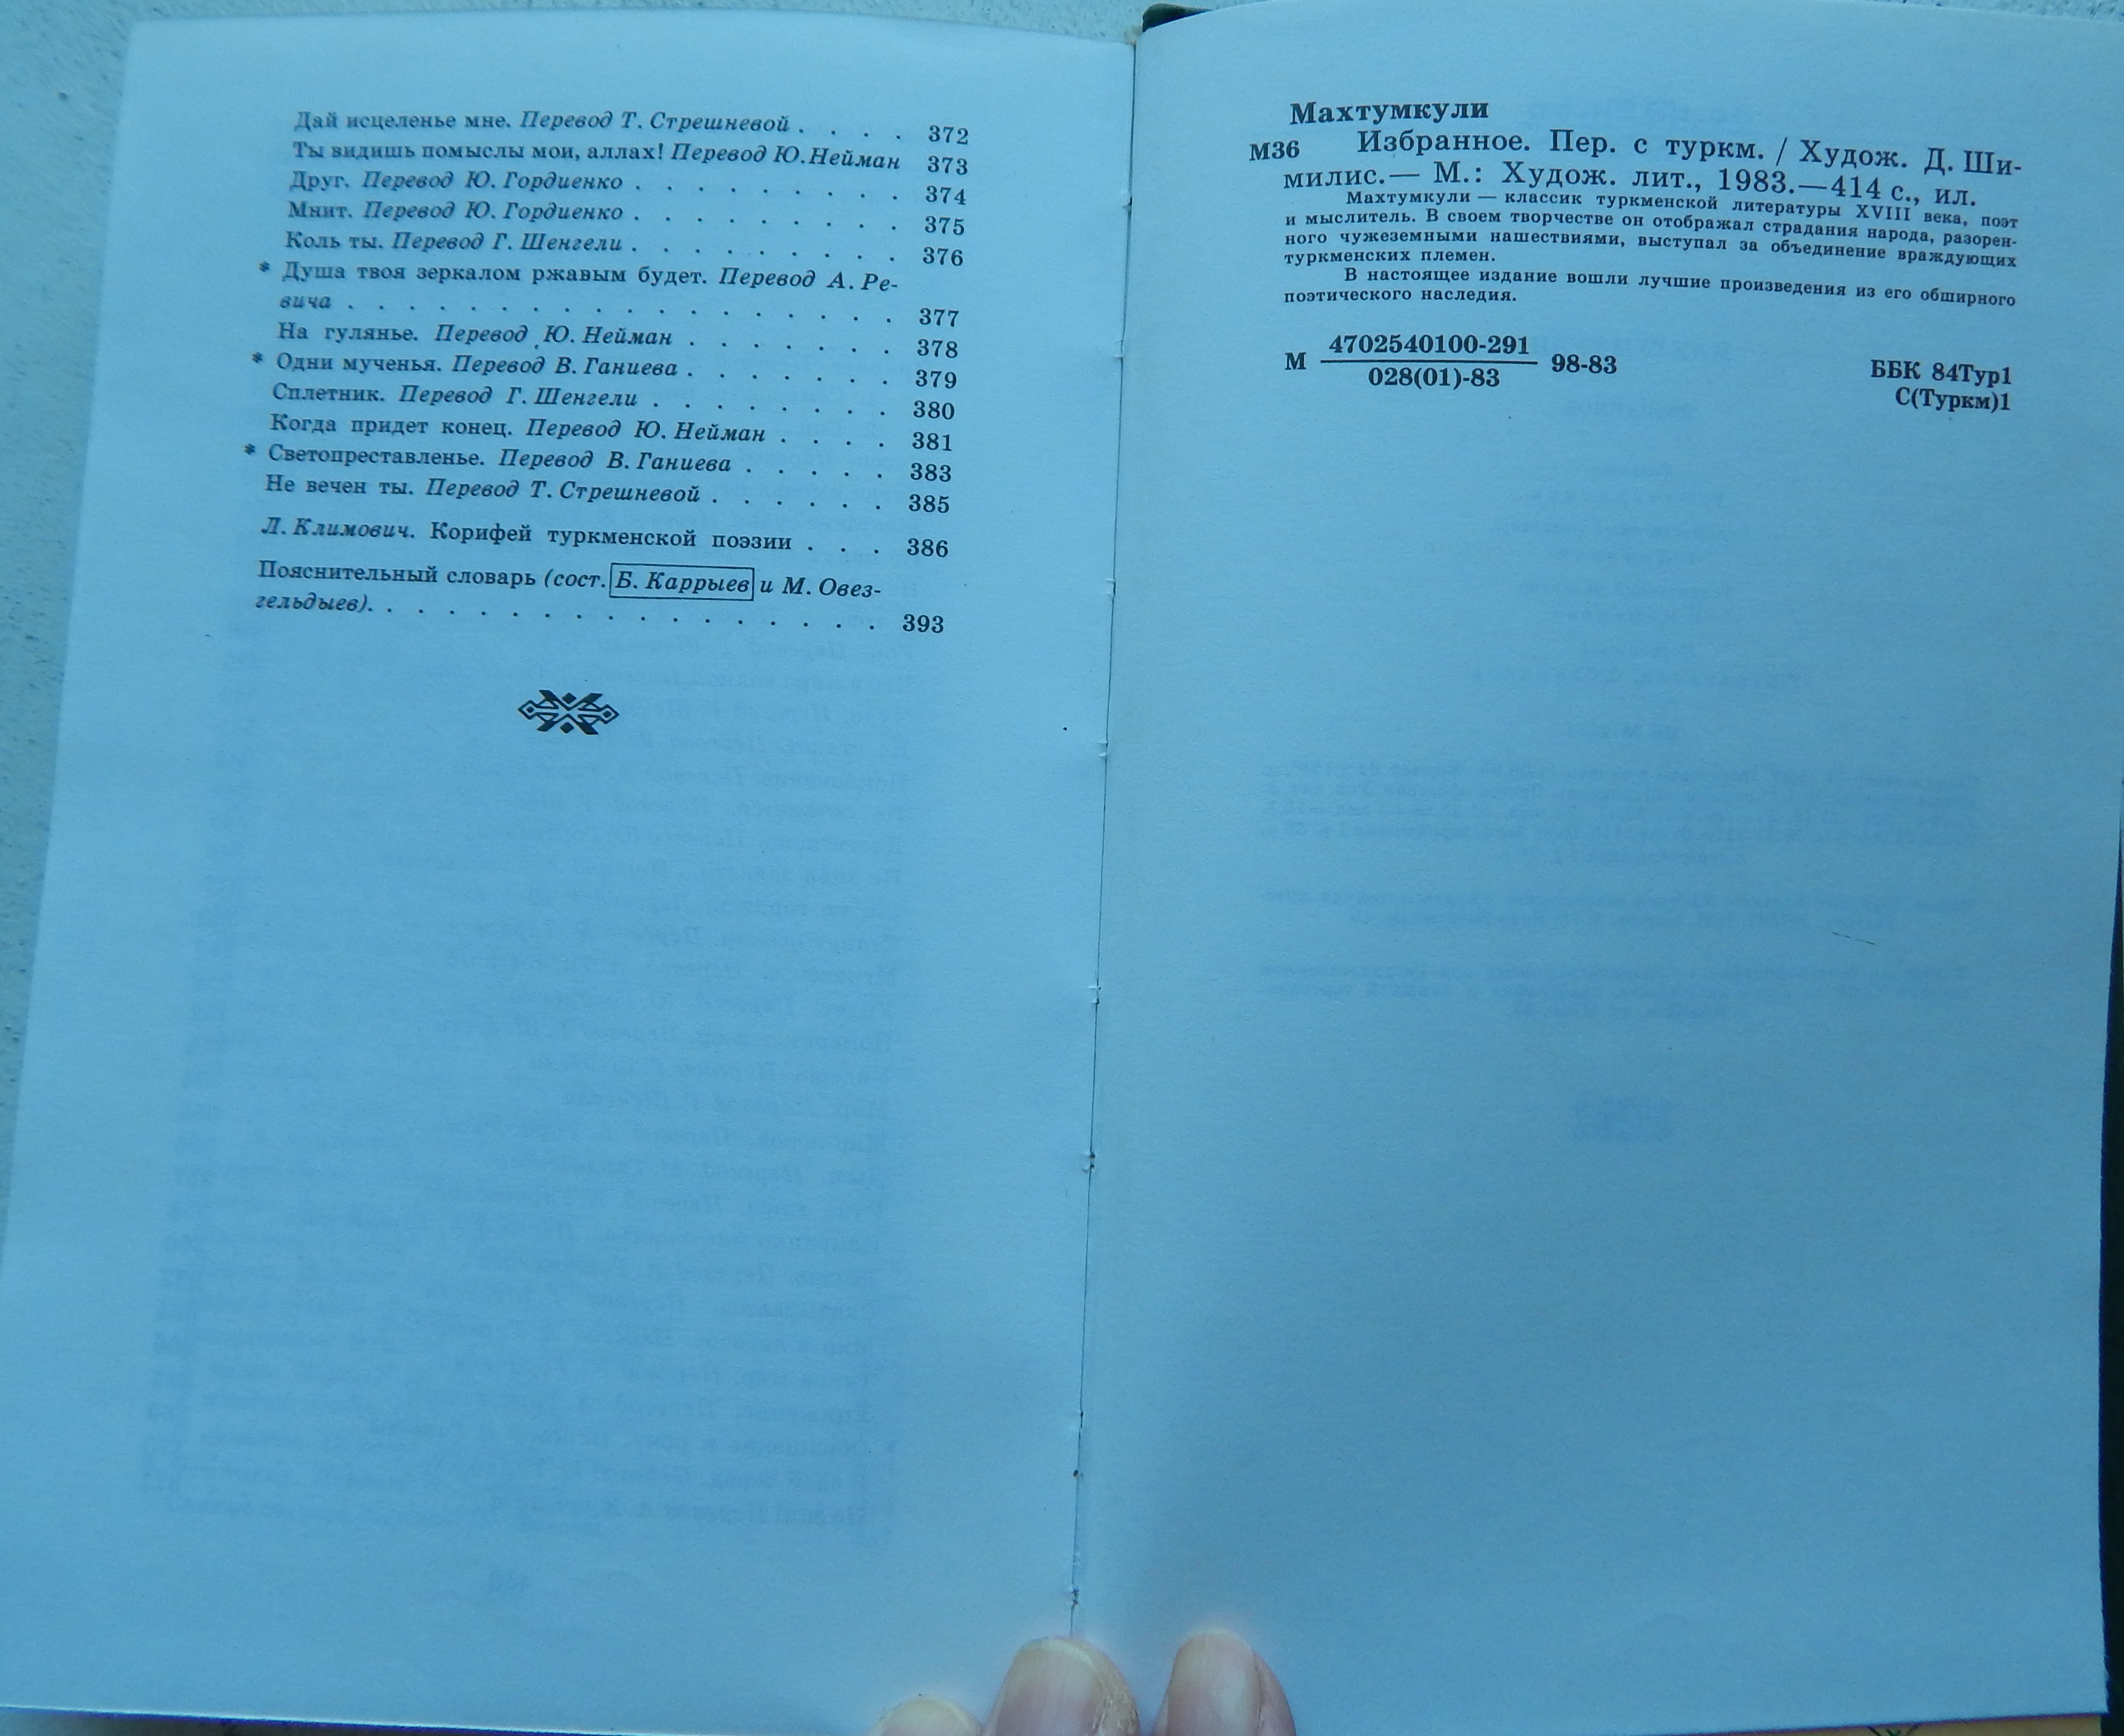 Дай исцеленье мне. Перевод Т. Стрешневой . . . . 372
Ты видишь помыслы мои, аллах! Перевод Ю. Нейман 373
Друг. Перевод Ю. Гордиенко . . . . . . . . . 374
Мнит. Перевод Ю. Гордиенко . . . . . . . . . 375
Коль ты. Перевод Г. Шенгели . . . . . . . . . 376
* Душа твоя зеркалом ржавым будет. Перевод А. Ре-
вича . . . . . . . . . . . . . . . . . . 377
На гулянье. Перевод Ю. Нейман . . . . . . . 378
* Одни мученья. Перевод В. Ганиева . . . . . . . 379
Сплетник. Перевод Г. Шенгели . . . . . . . . 380
Когда придет конец. Перевод Ю. Нейман . . . . 381
* Светопреставленье. Перевод В. Ганиева . . . . . 383
Не вечен ты. Перевод Т. Стрешневой . . . . . . 385
Л. Климович. Корифей туркменской поэзии . . . 386
Пояснительный словарь (сост. Б. Каррыев и М. Овез-
гельдыев). . . . . . . . . . . . . . . . . 393
Махтумкули
М36 Избранное. Пер. с туркм. / Худож. Д. Ши-
милис.— М.: Худож. лит., 1983.—414 с., ил.
Махтумкули — классик туркменской литературы XVIII века, поэт
и мыслитель. В своем творчестве он отображал страдания народа, разорен-
ного чужеземными нашествиями, выступал за объединение враждующих
туркменских племен.
В настоящее издание вошли лучшие произведения из его обширного
поэтического наследия.
4702540100-291
М 98-83
028(01)-83
ББК 84Тур1
С(Туркм)1